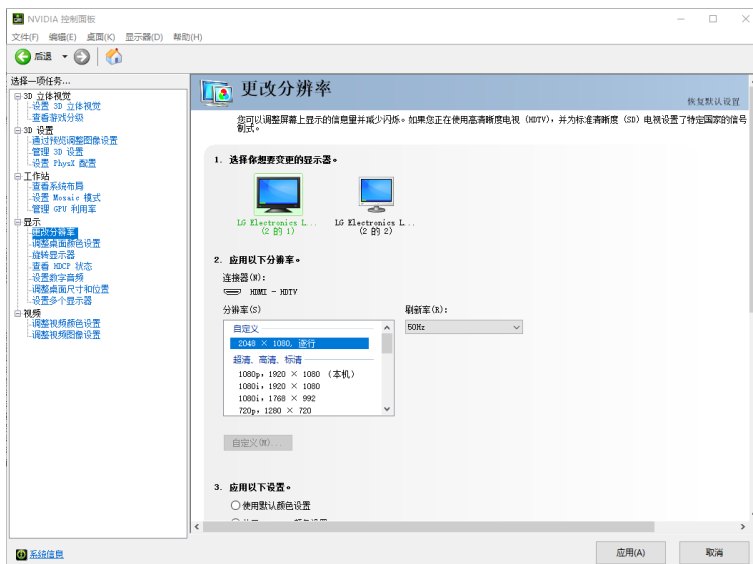 NVIDIA 控制面板
文件(F) 编辑(E) 桌面(K) 显示器(D) 帮助(H)
后退
选择一项任务...
3D 立体视觉
设置 3D 立体视觉
查看游戏分级
3D 设置
通过预览调整图像设置
管理 3D 设置
设置 PhysX 配置
工作站
查看系统布局
设置 Mosaic 模式
管理 GPU 利用率
显示
更改分辨率
调整桌面颜色设置
旋转显示器
查看 HDCP 状态
设置数字音频
调整桌面尺寸和位置
设置多个显示器
视频
调整视频颜色设置
调整视频图像设置
系统信息
更改分辨率
恢复默认设置
您可以调整屏幕上显示的信息量并减少闪烁。如果您正在使用高清晰度电视 (HDTV)，并为标准清晰度 (SD) 电视设置了特定国家的信号
制式。
1. 选择你想要变更的显示器。
LG Electronics L...
(2 的 1)
LG Electronics L...
(2 的 2)
2. 应用以下分辨率。
连接器(N):
HDMI - HDTV
分辨率(S)
刷新率(R):
自定义
50Hz
2048 × 1080, 逐行
超清、高清、标清
1080p, 1920 × 1080 (本机)
1080i, 1920 × 1080
1080i, 1768 × 992
720p, 1280 × 720
自定义(M)...
3. 应用以下设置。
使用默认颜色设置
应用(A)
取消